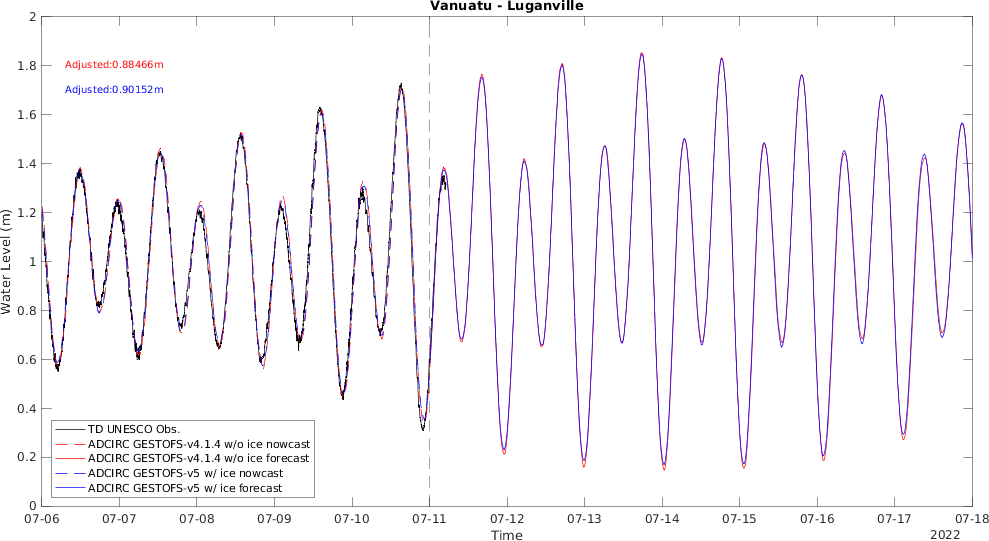 Vanuatu - Luganville
2
1.8
1.6
1.4
1.2
1
0.8
0.6
0.4
0.2
0
Water Level (m)
Adjusted:0.88466m
Adjusted:0.90152m
TD UNESCO Obs.
ADCIRC GESTOFS-v4.1.4 w/o ice nowcast
ADCIRC GESTOFS-v4.1.4 w/o ice forecast
ADCIRC GESTOFS-v5 w/ ice nowcast
ADCIRC GESTOFS-v5 w/ ice forecast
07-06 07-07 07-08 07-09 07-10 07-11 07-12 07-13 07-14 07-15 07-16 07-17 07-18
Time
2022